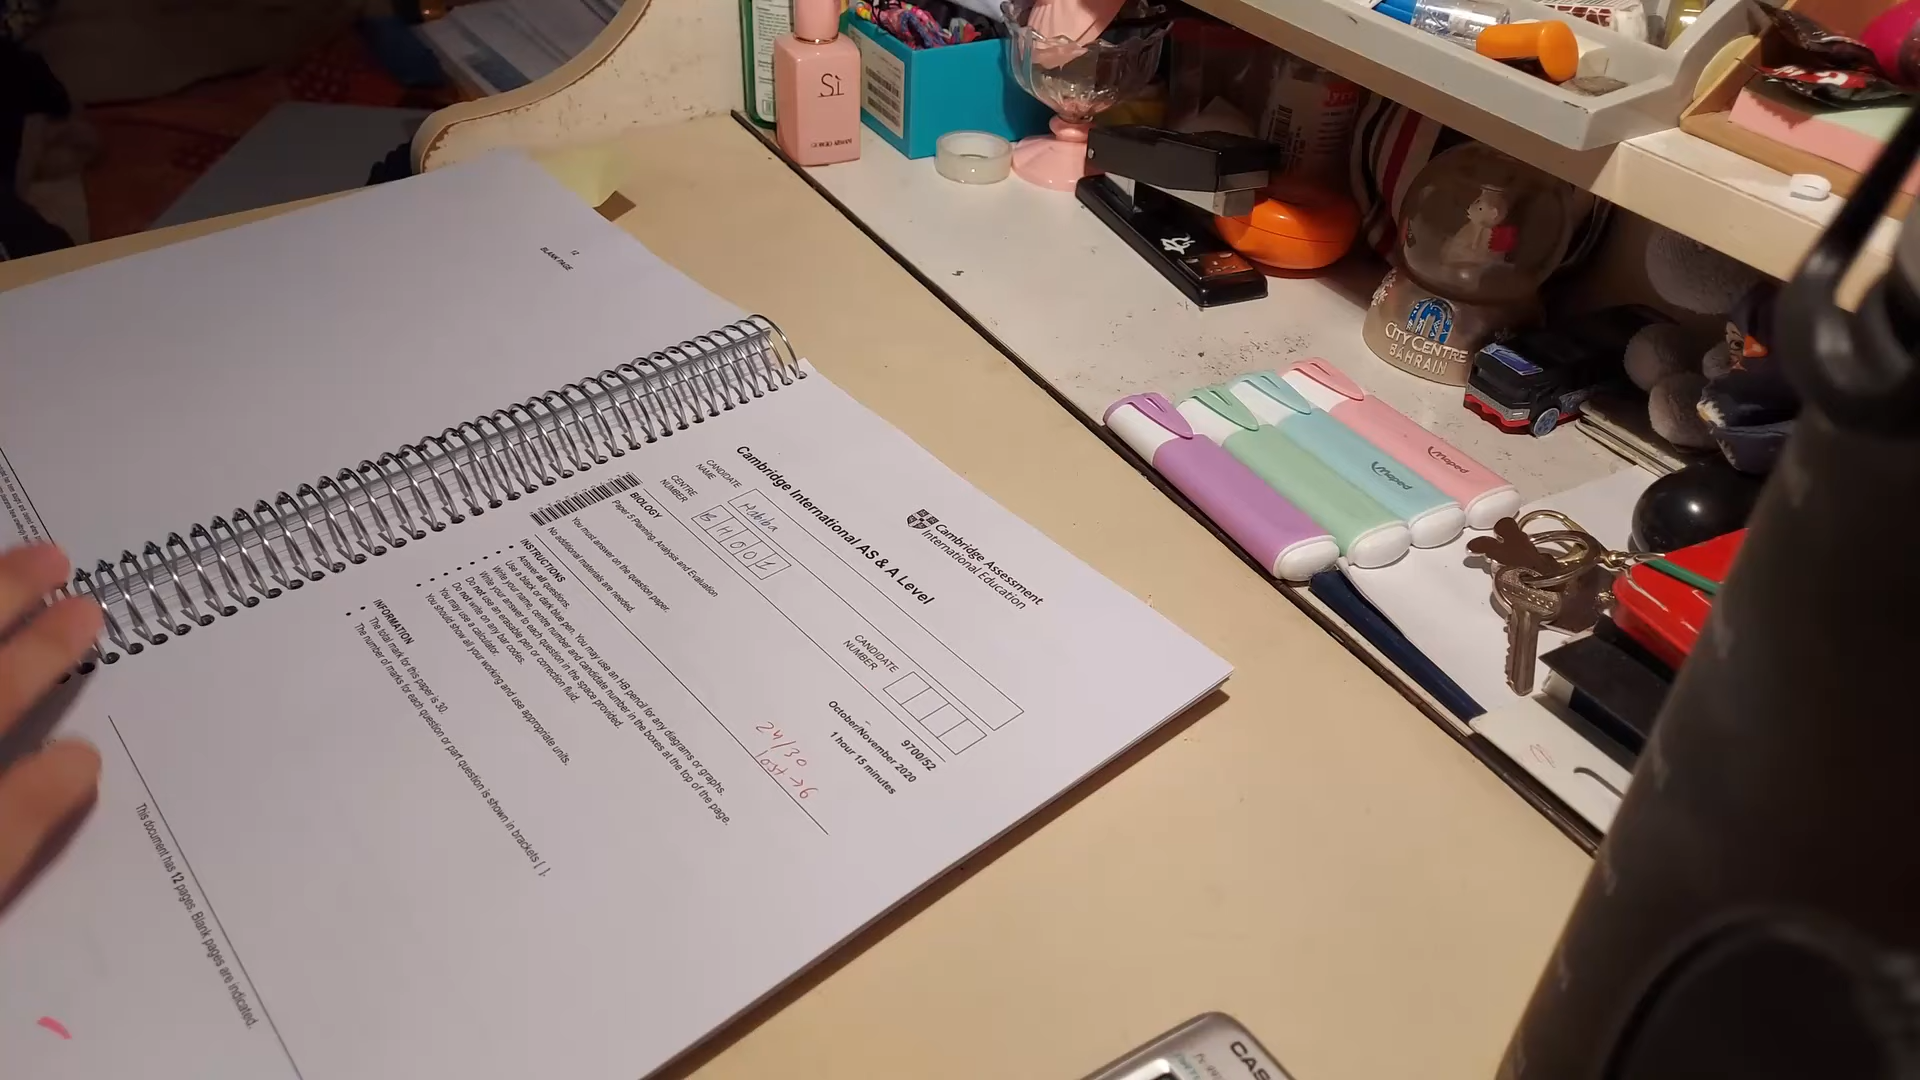 12
BLANK PAGE
Cambridge Assessment
International Education
Cambridge International AS & A Level
CANDIDATE
NAME
Habiba
CENTRE
NUMBER
B H 0 0 1
CANDIDATE
NUMBER
BIOLOGY
9700/52
Paper 5 Planning, Analysis and Evaluation
October/November 2020
1 hour 15 minutes
You must answer on the question paper.
No additional materials are needed.
24/30
lost → 6
INSTRUCTIONS
• Answer all questions.
• Use a black or dark blue pen. You may use an HB pencil for any diagrams or graphs.
• Write your name, centre number and candidate number in the boxes at the top of the page.
• Write your answer to each question in the space provided.
• Do not use an erasable pen or correction fluid.
• Do not write on any bar codes.
• You may use a calculator.
• You should show all your working and use appropriate units.
INFORMATION
• The total mark for this paper is 30.
• The number of marks for each question or part question is shown in brackets [ ].
This document has 12 pages. Blank pages are indicated.
Sì
CITY CENTRE
BAHRAIN
Maped
Maped
CAS